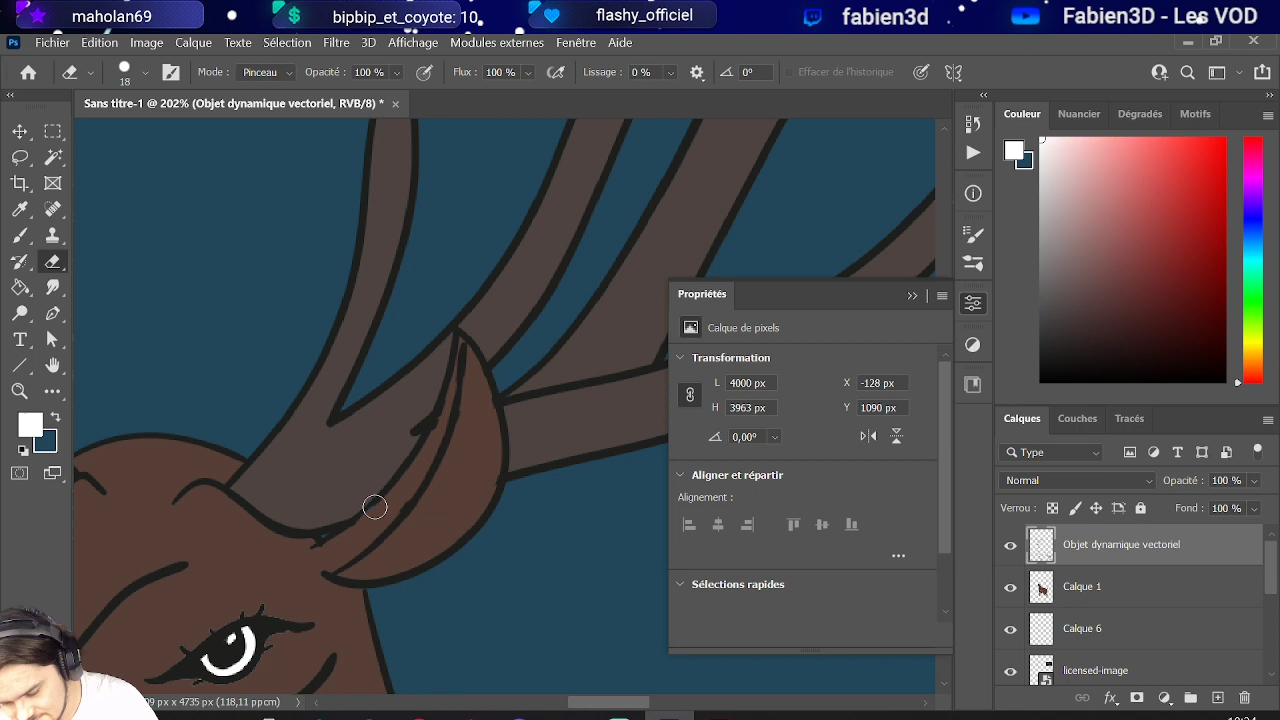 maholan69
bipbip_et_coyote: 10
flashy_officiel
fabien3d
Fabien3D - Les VOD
Ps Fichier Edition Image Calque Texte Sélection Filtre 3D Affichage Modules externes Fenêtre Aide
18 Mode : Pinceau Opacité : 100 % Flux : 100 % Lissage : 0 % 0° Effacer de l'historique
Sans titre-1 @ 202% (Objet dynamique vectoriel, RVB/8) *
Couleur Nuancier Dégradés Motifs
Propriétés
Calque de pixels
Transformation
L 4000 px X -128 px
H 3963 px Y 1090 px
0,00°
Aligner et répartir
Alignement :
Sélections rapides
Calques Couches Tracés
Type
Normal Opacité : 100 %
Verrou : Fond : 100 %
Objet dynamique vectoriel
Calque 1
Calque 6
licensed-image
px x 4735 px (118,11 ppcm)